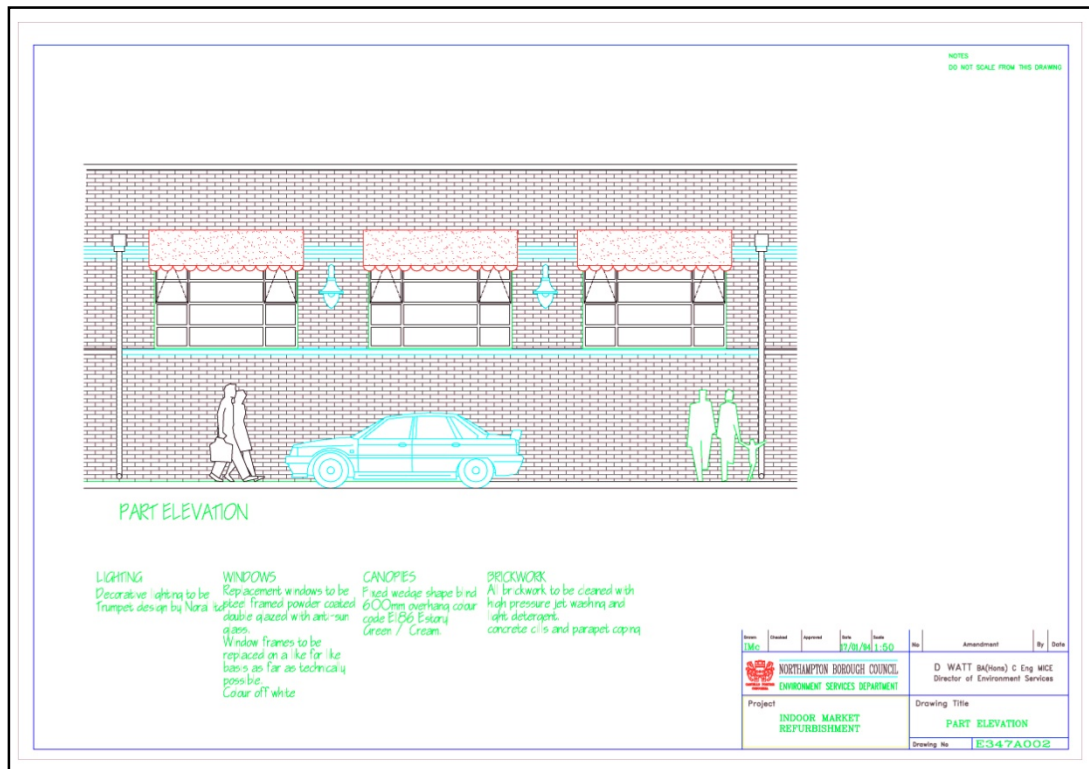 NOTES
DO NOT SCALE FROM THIS DRAWING
PART ELEVATION
LIGHTING
Decorative lighting to be
Trumpet design by Noral ltd
WINDOWS
Replacement windows to be
steel framed powder coated
double glazed with anti-sun
glass.
Window frames to be
replaced on a like for like
basis as far as technicaly
possible.
Colour off white
CANOPIES
Fixed wedge shape blind
600mm overhang colour
code E186 Estoryl
Green / Cream.
BRICKWORK
All brickwork to be cleaned with
high pressure jet washing and
light detergent.
concrete cills and parapet coping
Drawn Checked Approved Date Scale
IMc 17/01/94 1:50
No Amendment By Date
NORTHAMPTON BOROUGH COUNCIL
ENVIRONMENT SERVICES DEPARTMENT
D WATT BA(Hons) C Eng MICE
Director of Environment Services
Project
INDOOR MARKET
REFURBISHMENT
Drawing Title
PART ELEVATION
Drawing No E347A002